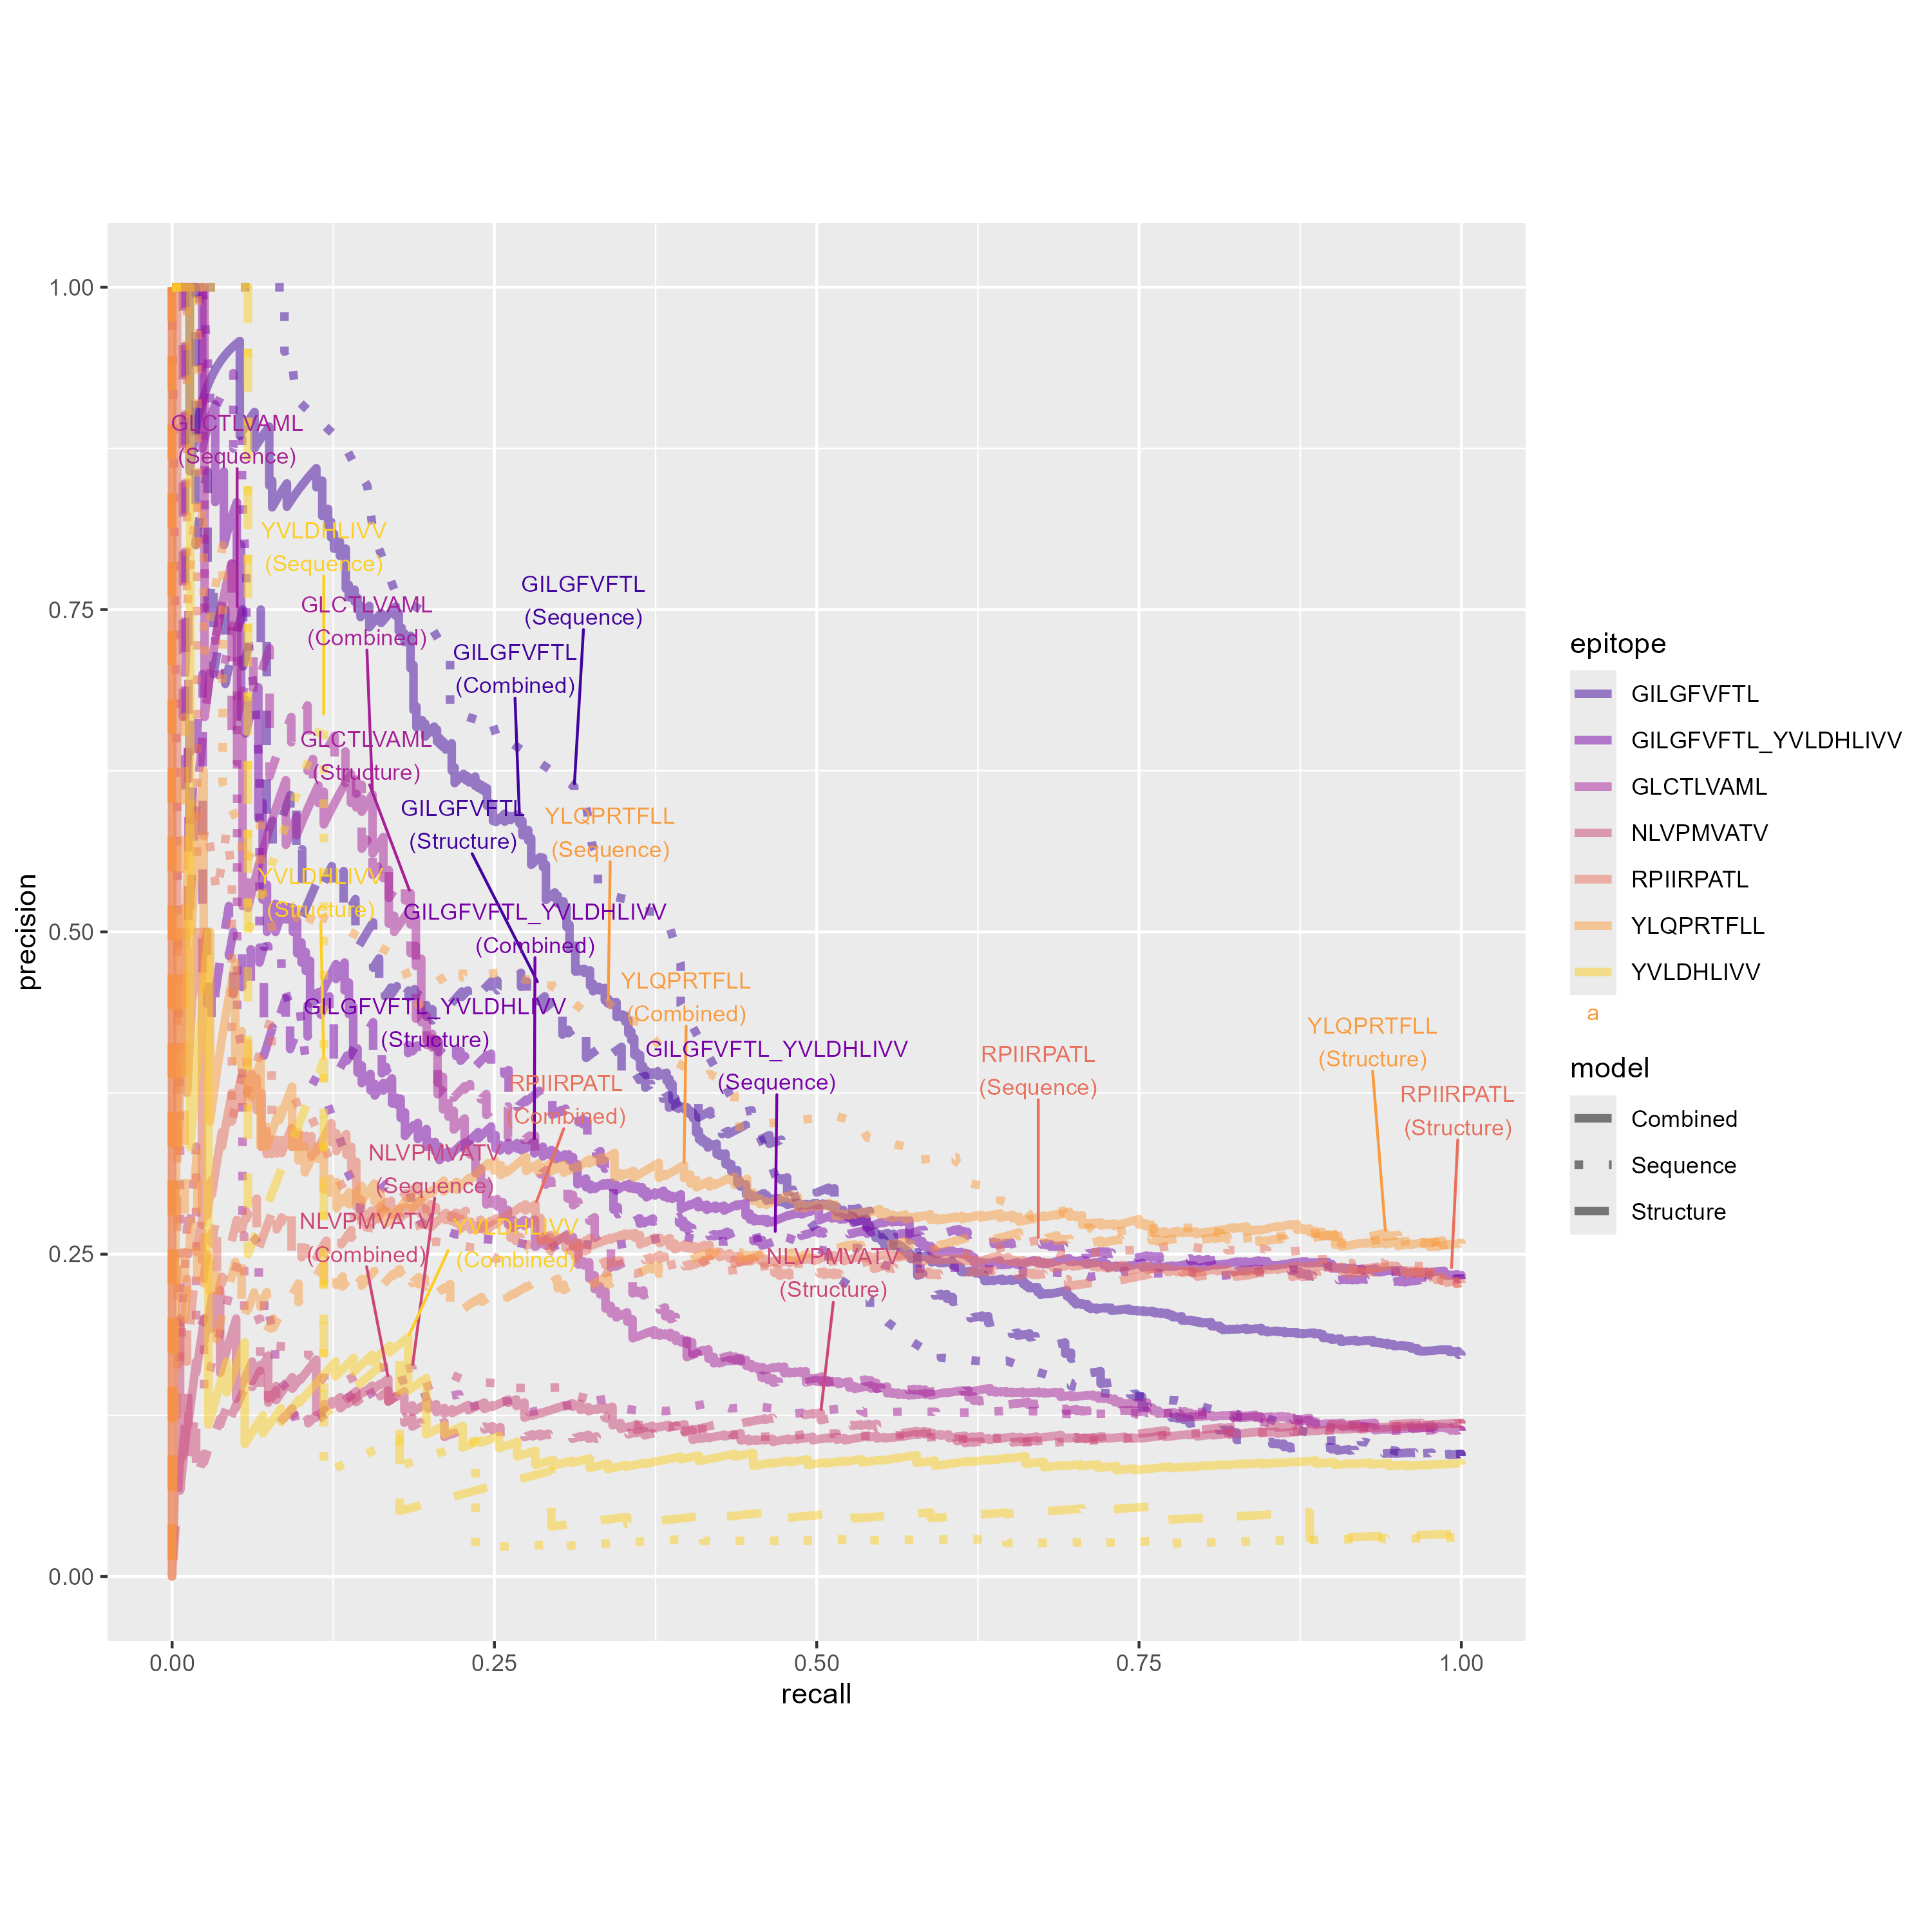 1.00
0.75
0.50
0.25
0.00
precision
0.00
0.25
0.50
0.75
1.00
recall
GLCTLVAML
(Sequence)
YVLDHLIVV
(Sequence)
GLCTLVAML
(Combined)
GILGFVFTL
(Sequence)
GILGFVFTL
(Combined)
GLCTLVAML
(Structure)
GILGFVFTL
(Structure)
YLQPRTFLL
(Sequence)
YVLDHLIVV
(Structure)
GILGFVFTL_YVLDHLIVV
(Combined)
YLQPRTFLL
(Combined)
GILGFVFTL_YVLDHLIVV
(Structure)
GILGFVFTL_YVLDHLIVV
(Sequence)
RPIIRPATL
(Sequence)
YLQPRTFLL
(Structure)
RPIIRPATL
(Combined)
RPIIRPATL
(Structure)
NLVPMVATV
(Sequence)
NLVPMVATV
(Combined)
YVLDHLIVV
(Combined)
NLVPMVATV
(Structure)
epitope
GILGFVFTL
GILGFVFTL_YVLDHLIVV
GLCTLVAML
NLVPMVATV
RPIIRPATL
YLQPRTFLL
YVLDHLIVV
a
model
Combined
Sequence
Structure